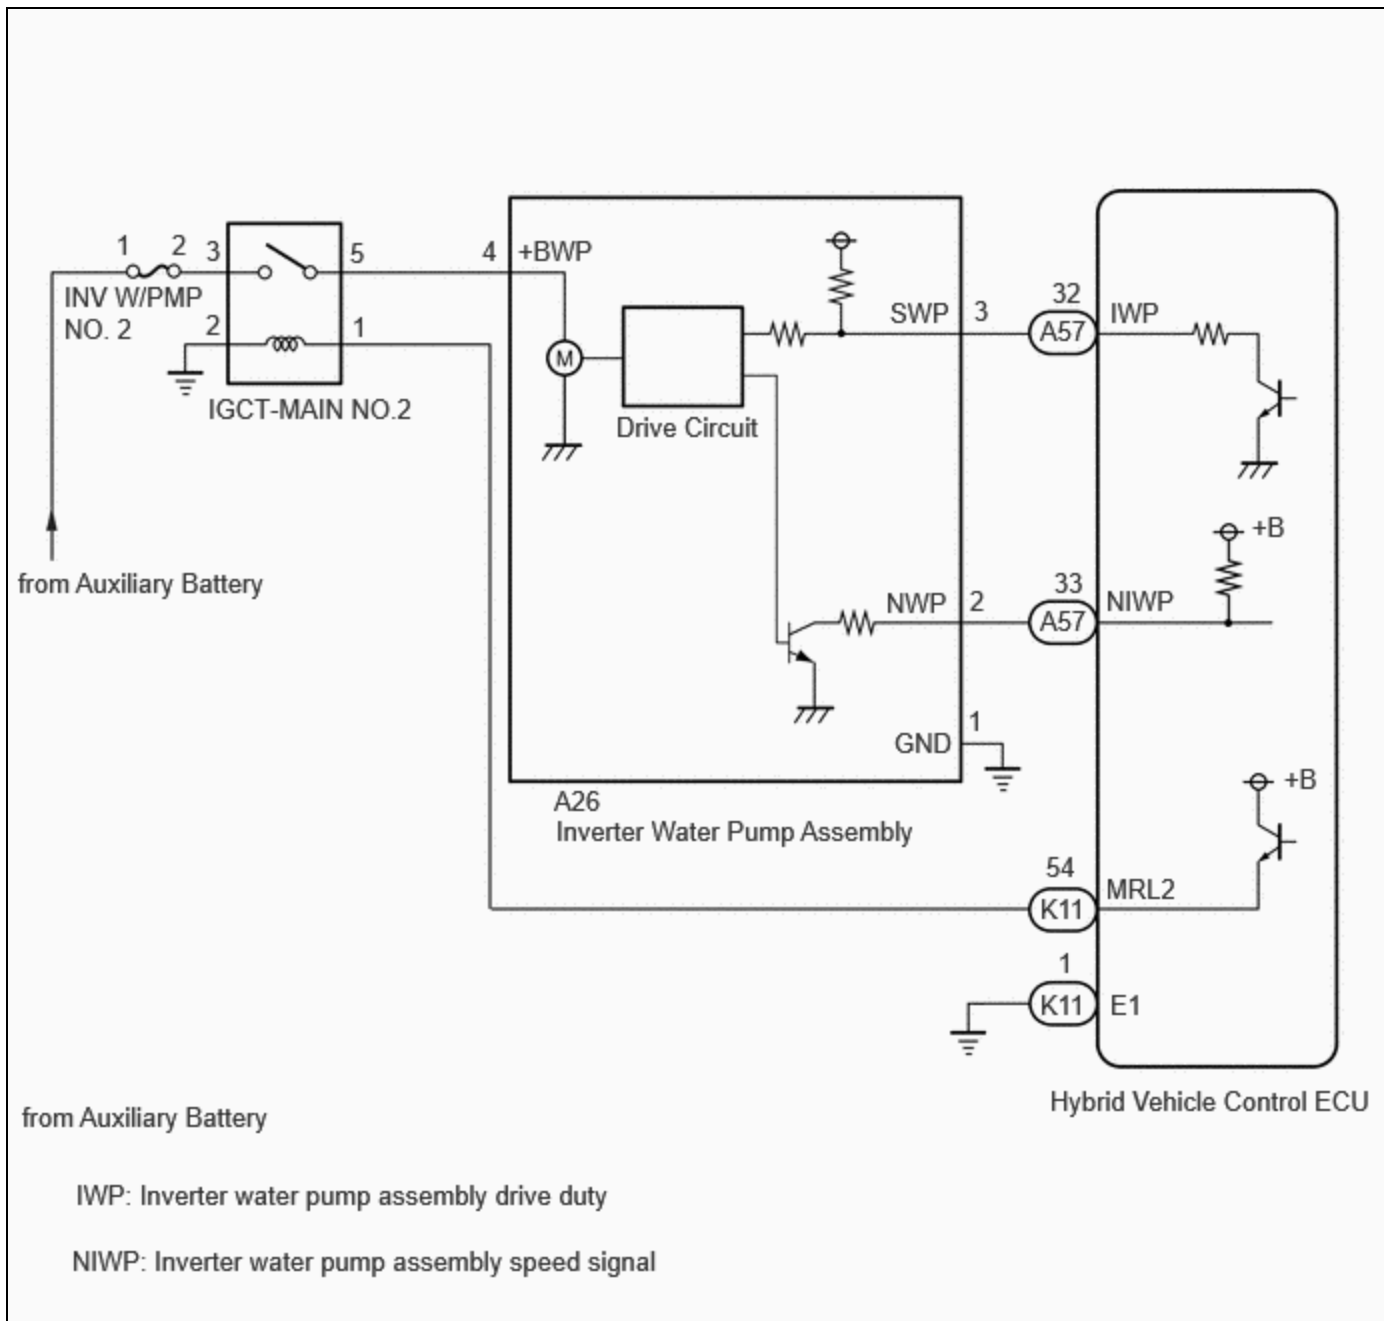 1 2 3
INV W/PMP
NO. 2
5
2
1
IGCT-MAIN NO.2
from Auxiliary Battery
4 +BWP
M
Drive Circuit
SWP 3
NWP 2
GND 1
A26
Inverter Water Pump Assembly
32
A57 IWP
+B
33
A57 NIWP
+B
54
K11 MRL2
1
K11 E1
Hybrid Vehicle Control ECU
from Auxiliary Battery
IWP: Inverter water pump assembly drive duty
NIWP: Inverter water pump assembly speed signal